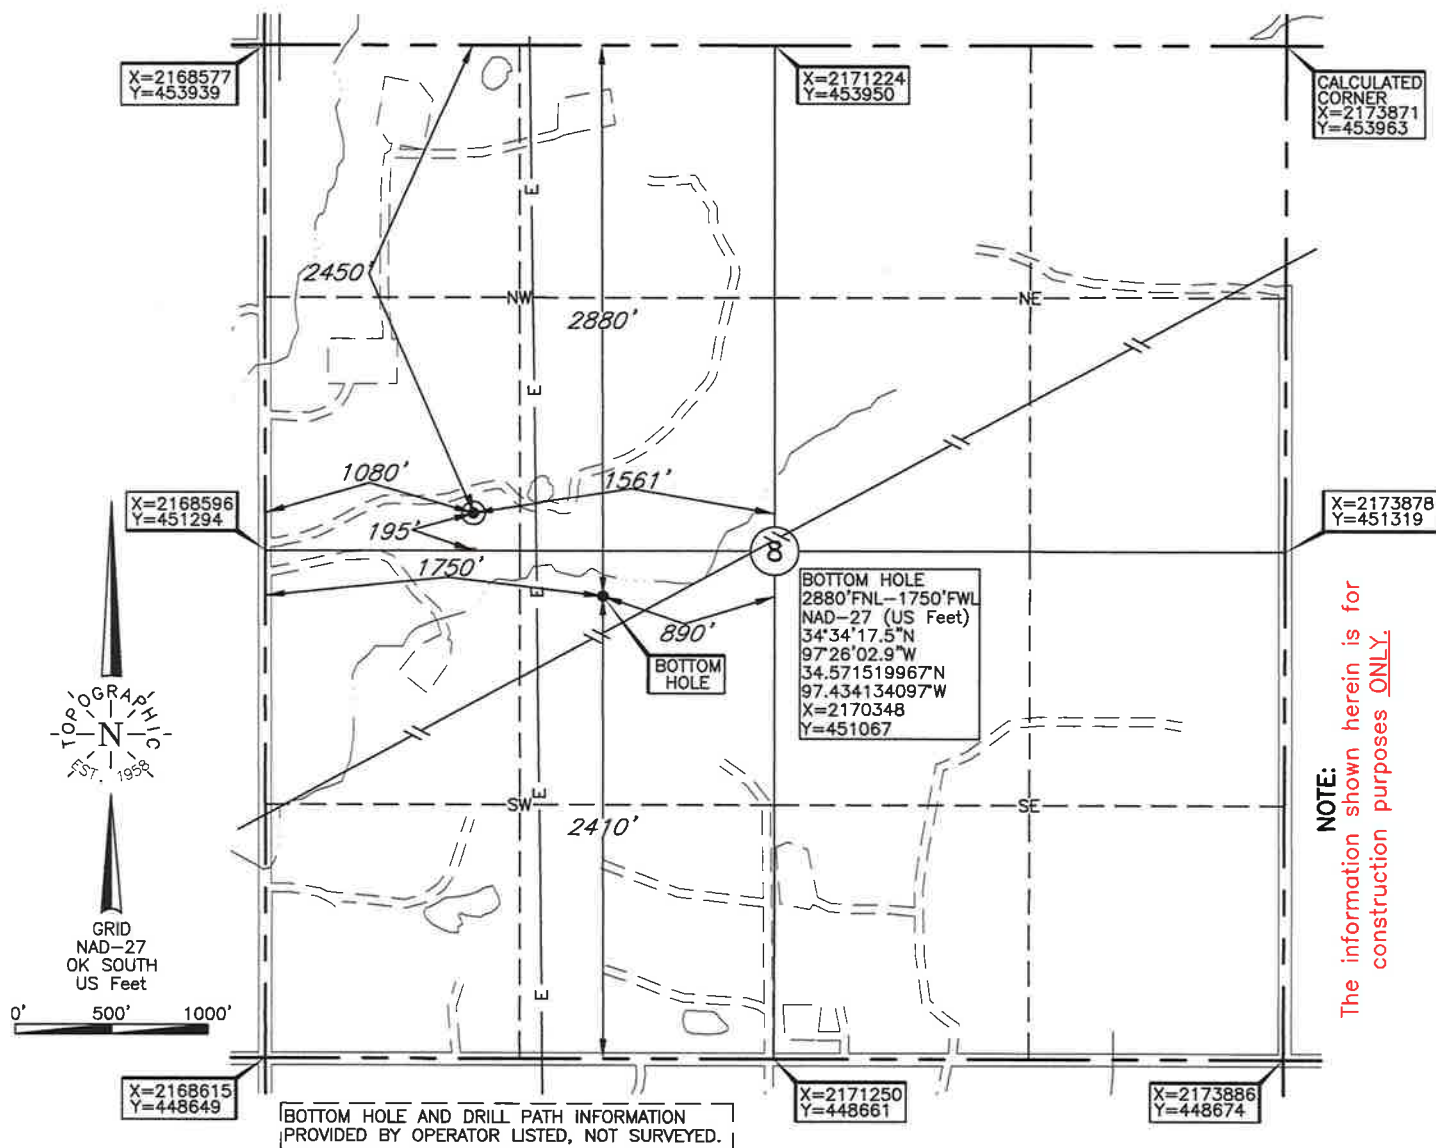 X=2168577
Y=453939
X=2171224
Y=453950
CALCULATED
CORNER
X=2173871
Y=453963
2450'
NW
NE
2880'
E
E
1080'
1561'
X=2168596
Y=451294
195'
1750'
8
X=2173878
Y=451319
E
890'
BOTTOM
HOLE
BOTTOM HOLE
2880'FNL-1750'FWL
NAD-27 (US Feet)
34°34'17.5"N
97°26'02.9"W
34.571519967°N
97.434134097°W
X=2170348
Y=451067
TOPOGRAPHIC
N
EST. 1958
SW
E
SE
2410'
GRID
NAD-27
OK SOUTH
US Feet
0' 500' 1000'
E
X=2168615
Y=448649
X=2171250
Y=448661
X=2173886
Y=448674
BOTTOM HOLE AND DRILL PATH INFORMATION
PROVIDED BY OPERATOR LISTED, NOT SURVEYED.
NOTE:
The information shown herein is for
construction purposes ONLY.